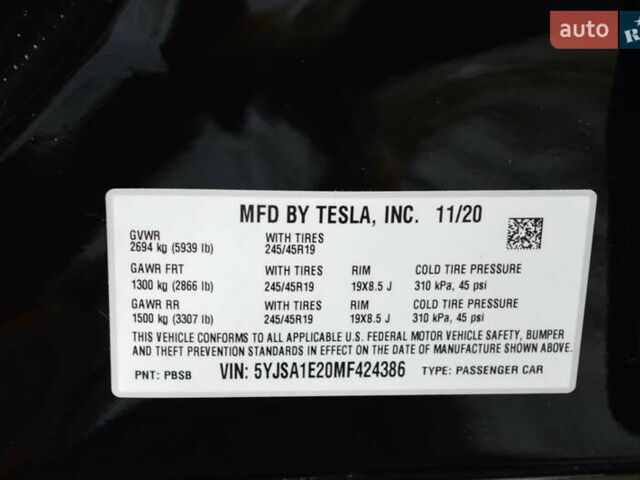 auto
R
MFD BY TESLA, INC. 11/20
GVWR
2694 kg (5939 lb)
WITH TIRES
245/45R19
GAWR FRT
1300 kg (2866 lb)
WITH TIRES
245/45R19
RIM
19X8.5 J
COLD TIRE PRESSURE
310 kPa, 45 psi
GAWR RR
1500 kg (3307 lb)
WITH TIRES
245/45R19
RIM
19X8.5 J
COLD TIRE PRESSURE
310 kPa, 45 psi
THIS VEHICLE CONFORMS TO ALL APPLICABLE U.S. FEDERAL MOTOR VEHICLE SAFETY, BUMPER
AND THEFT PREVENTION STANDARDS IN EFFECT ON THE DATE OF MANUFACTURE SHOWN ABOVE.
PNT: PBSB VIN: 5YJSA1E20MF424386 TYPE: PASSENGER CAR